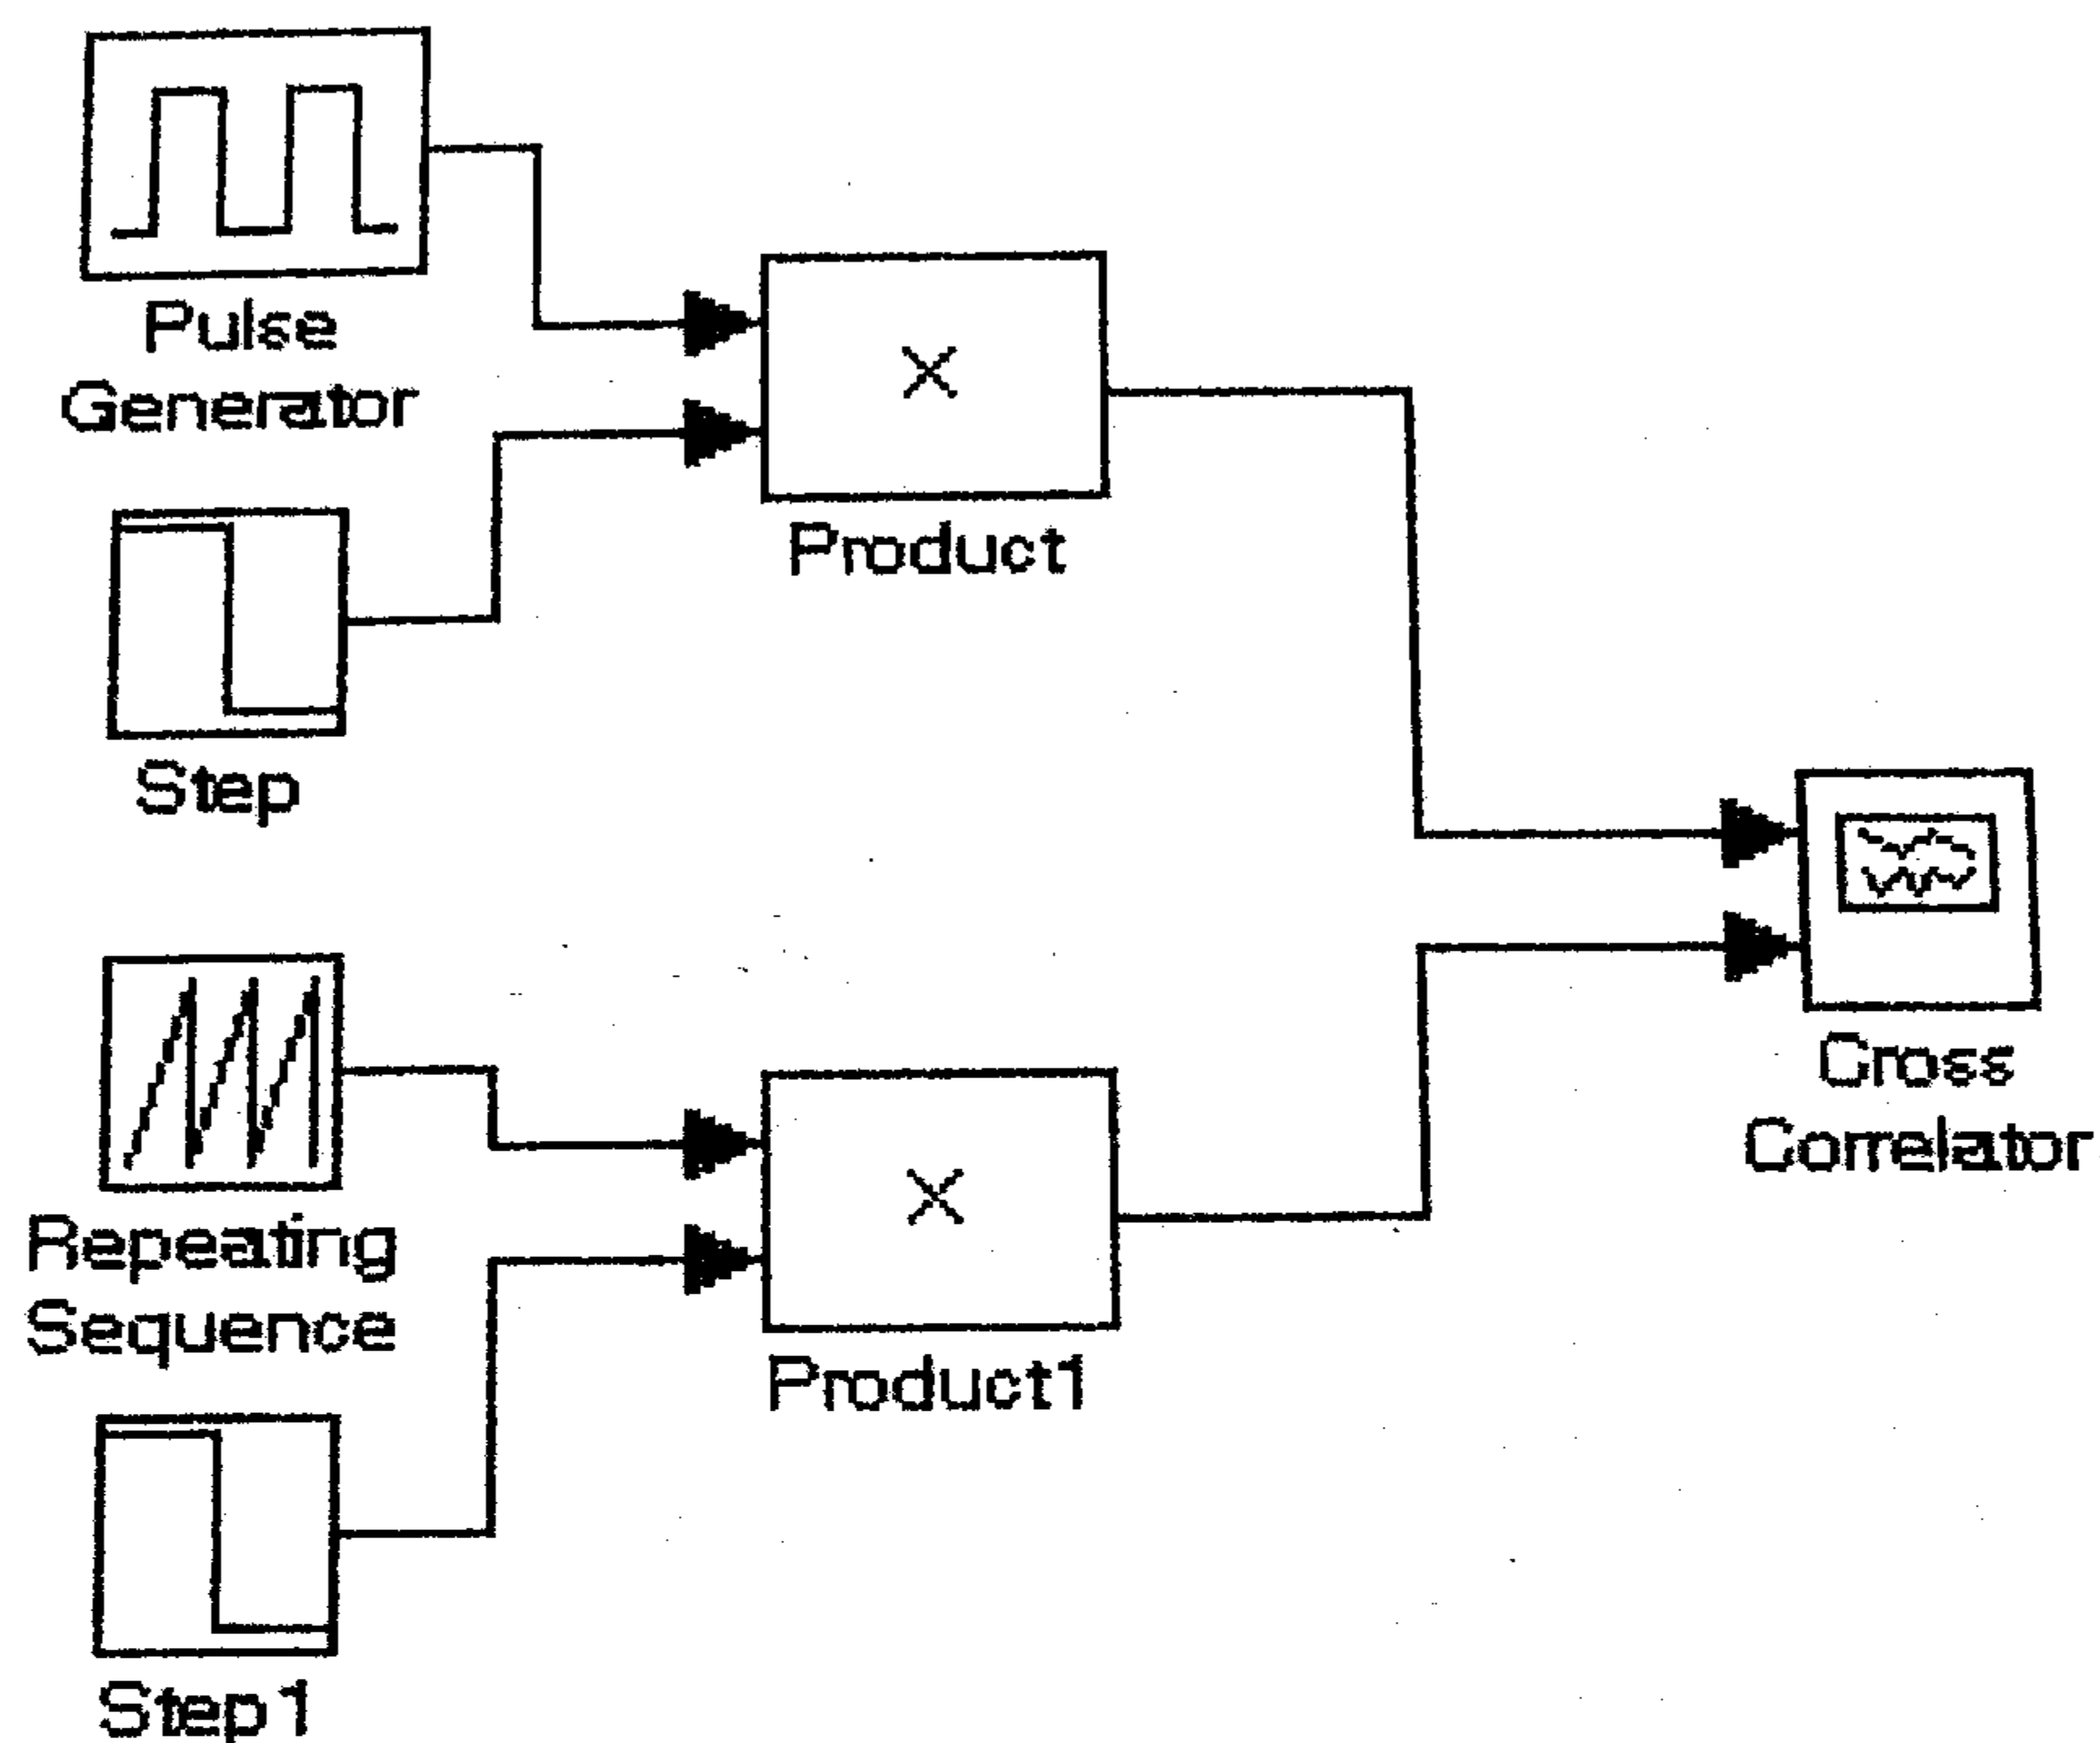 Pulse
Generator
×
Product
Step
Cross
Correlator
Repeating
Sequence
×
Product1
Step1